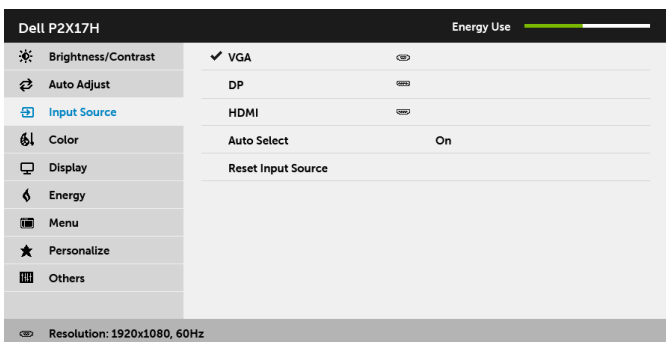 Dell P2X17H Energy Use
Brightness/Contrast VGA
Auto Adjust DP
Input Source HDMI
Color Auto Select On
Display Reset Input Source
Energy
Menu
Personalize
Others
Resolution: 1920x1080, 60Hz